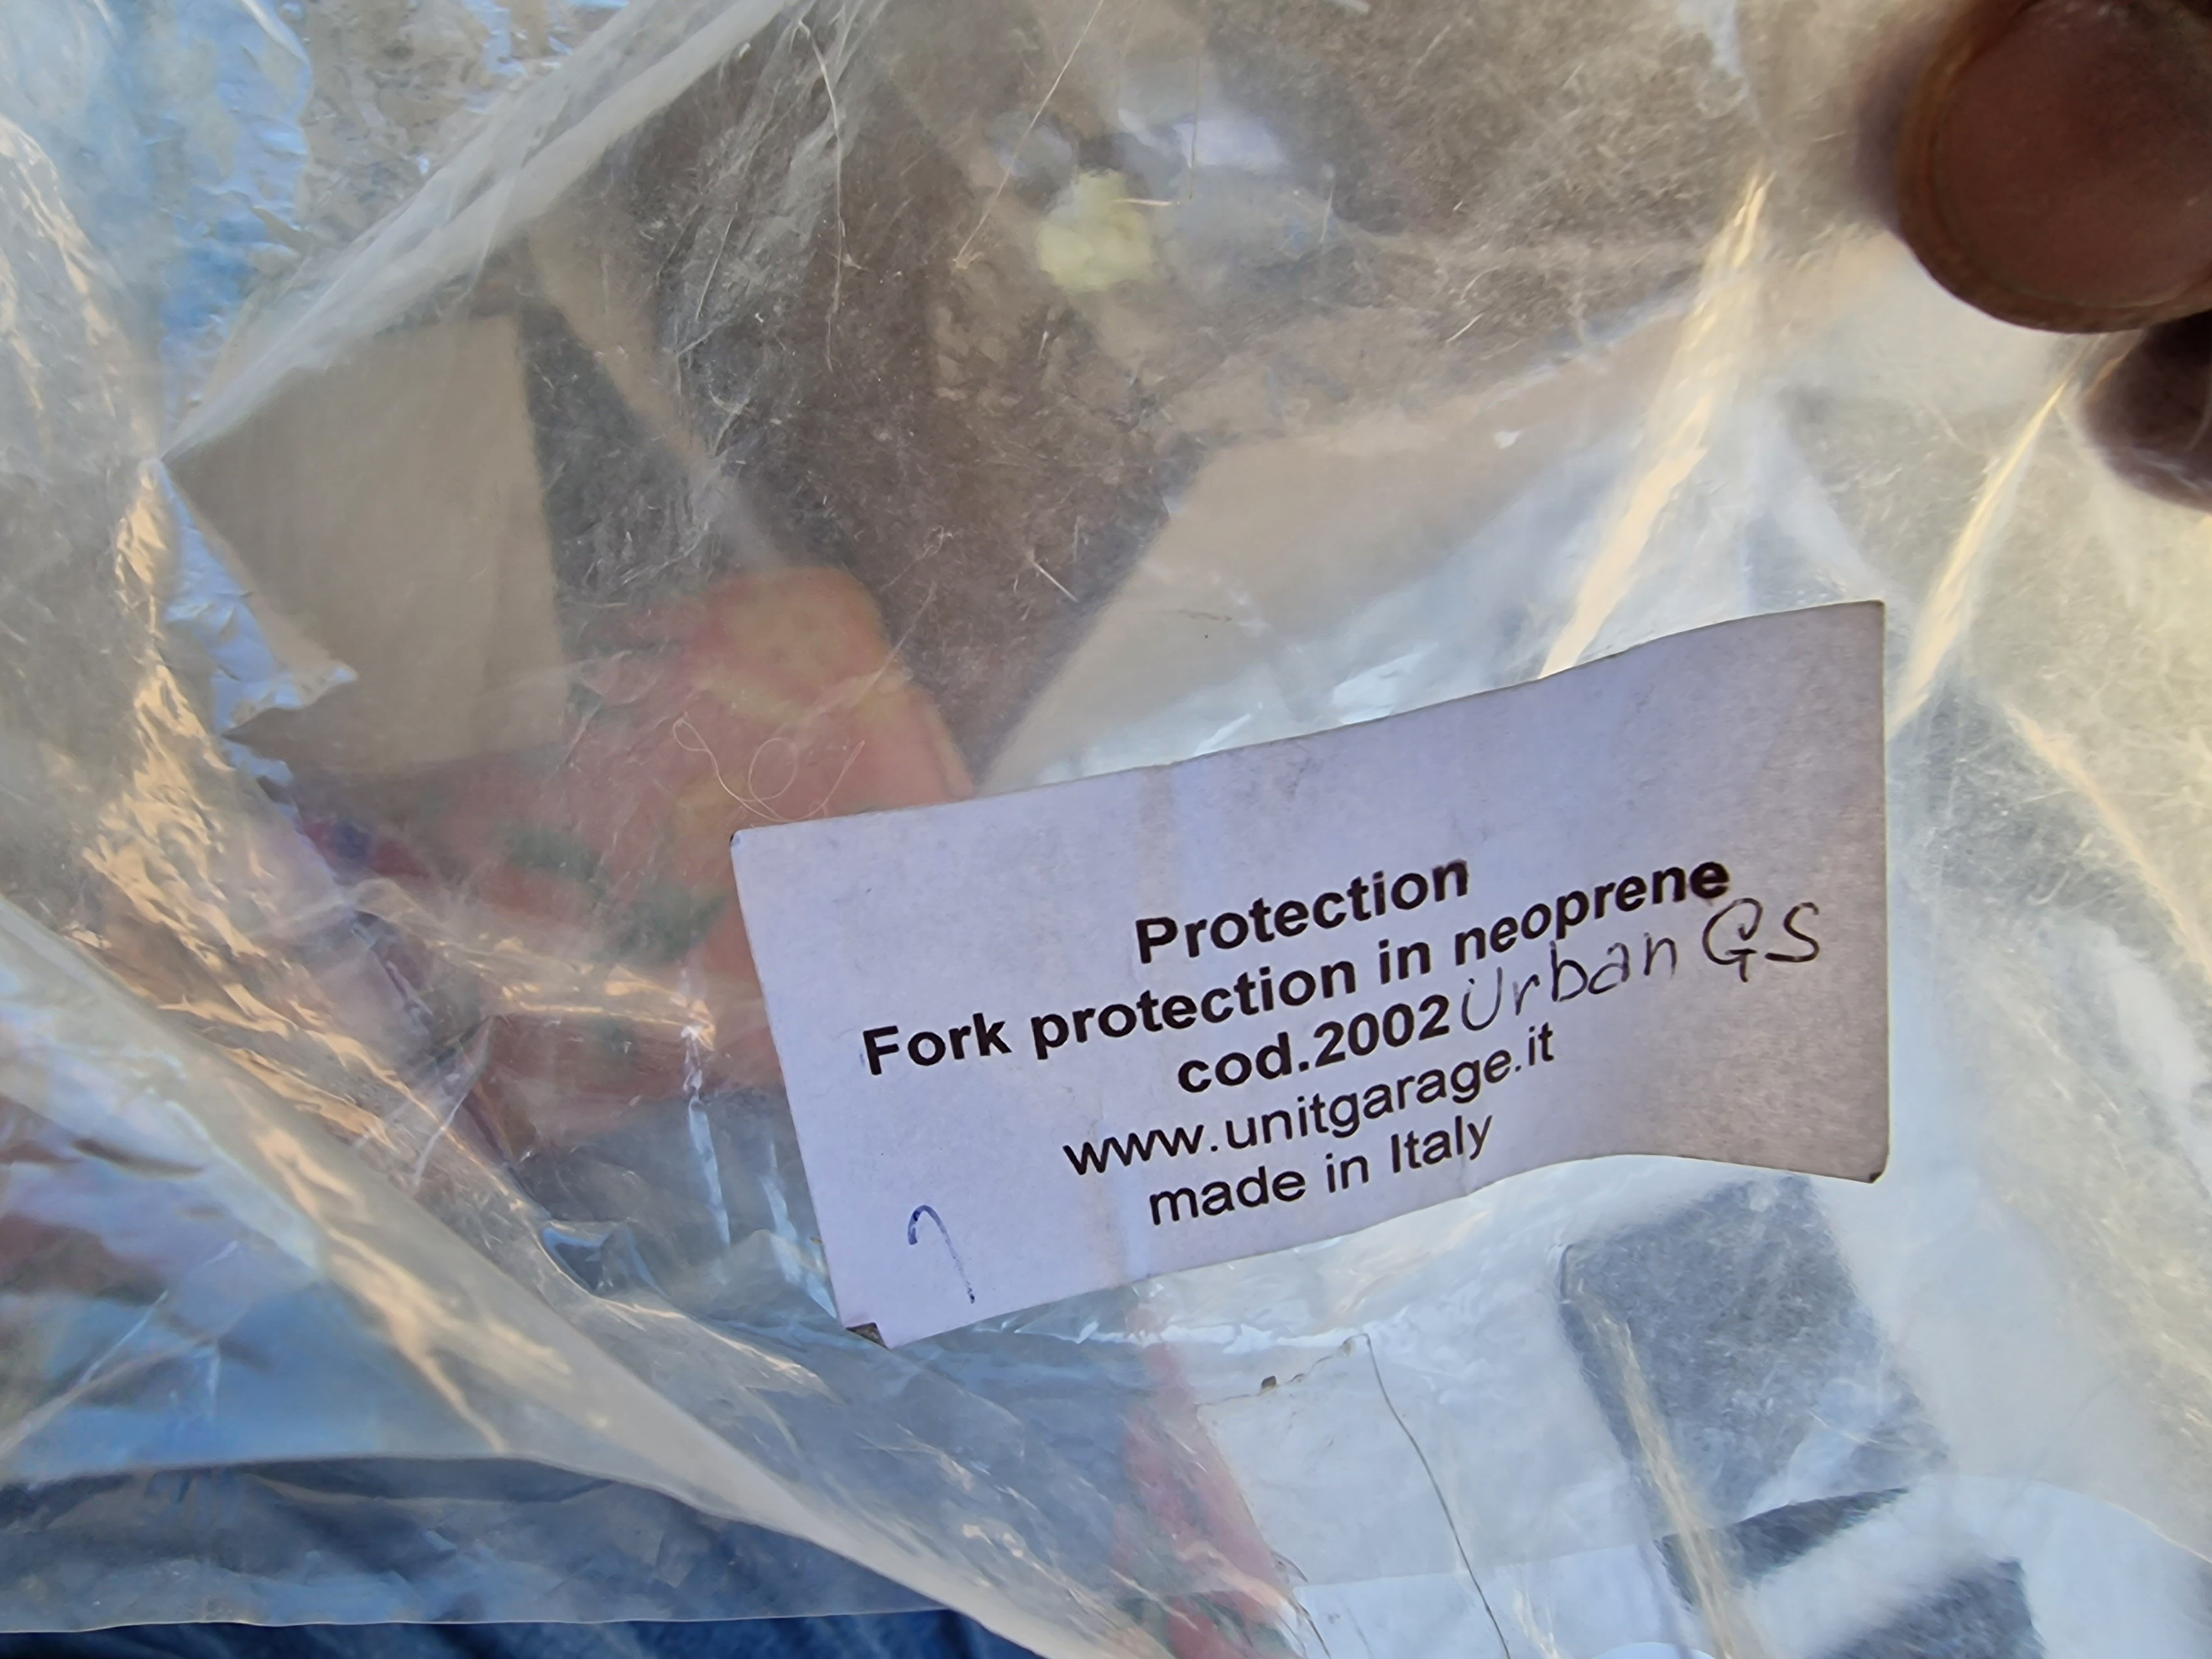 Protection
Fork protection in neoprene
cod.2002 Urban GS
www.unitgarage.it
made in Italy